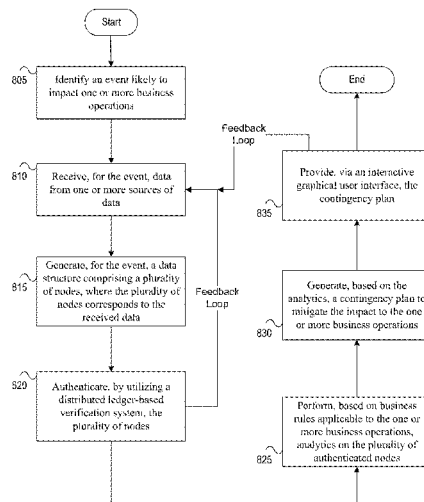 Start
805
Identify an event likely to
impact one or more business
operations
810
Receive, for the event, data
from one or more sources of
data
815
Generate, for the event, a data
structure comprising a plurality
of nodes, where the plurality of
nodes corresponds to the
received data
820
Authenticate, by utilizing a
distributed ledger-based
verification system, the
plurality of nodes
Feedback
Loop
Feedback
Loop
End
Provide, via an interactive
graphical user interface, the
contingency plan
835
Generate, based on the
analytics, a contingency plan to
mitigate the impact to the one
or more business operations
830
Perform, based on business
rules applicable to the one or
more business operations,
analytics on the plurality of
authenticated nodes
825